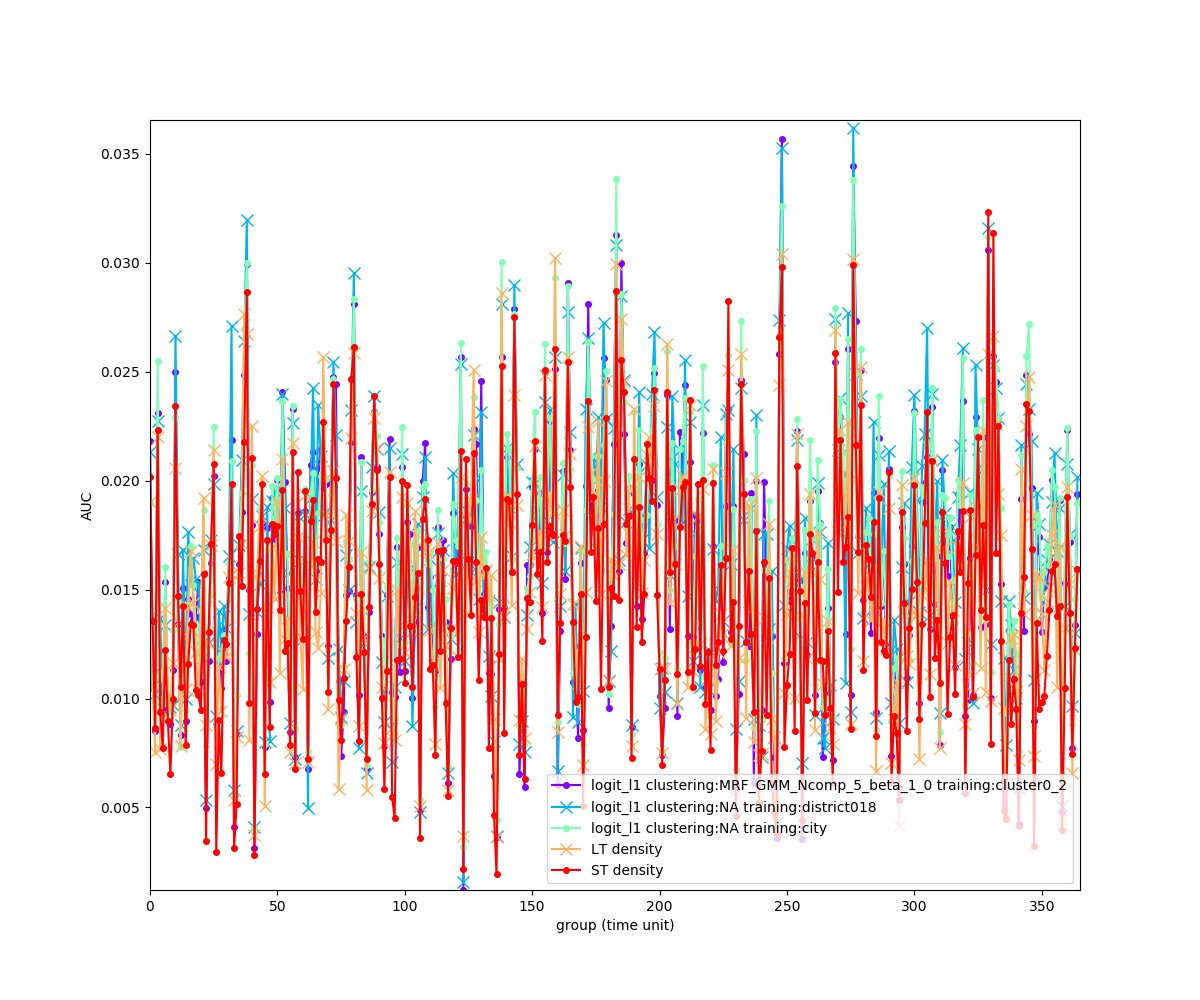 0.035
0.030
0.025
0.020
0.015
0.010
0.005
AUC
0 50 100 150 200 250 300 350
group (time unit)
logit_l1 clustering:MRF_GMM_Ncomp_5_beta_1_0 training:cluster0_2
logit_l1 clustering:NA training:district018
logit_l1 clustering:NA training:city
LT density
ST density